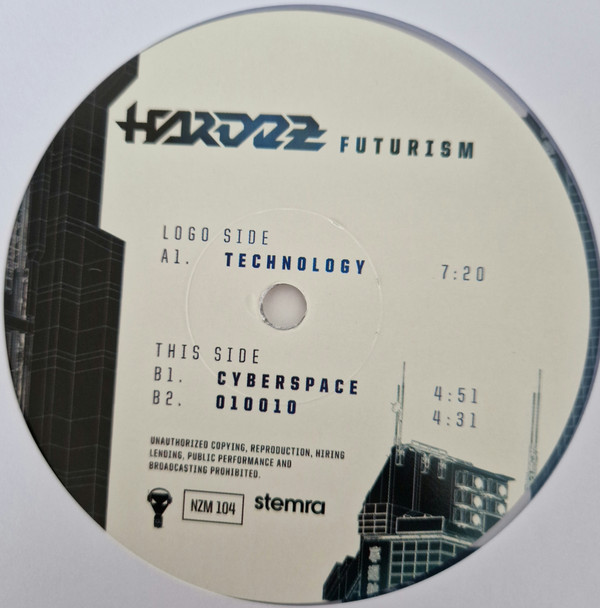 HARDEZ FUTURISM
LOGO SIDE
A1. TECHNOLOGY 7:20
THIS SIDE
B1. CYBERSPACE 4:51
B2. 010010 4:31
UNAUTHORIZED COPYING, REPRODUCTION, HIRING
LENDING, PUBLIC PERFORMANCE AND
BROADCASTING PROHIBITED.
NZM 104 stemra